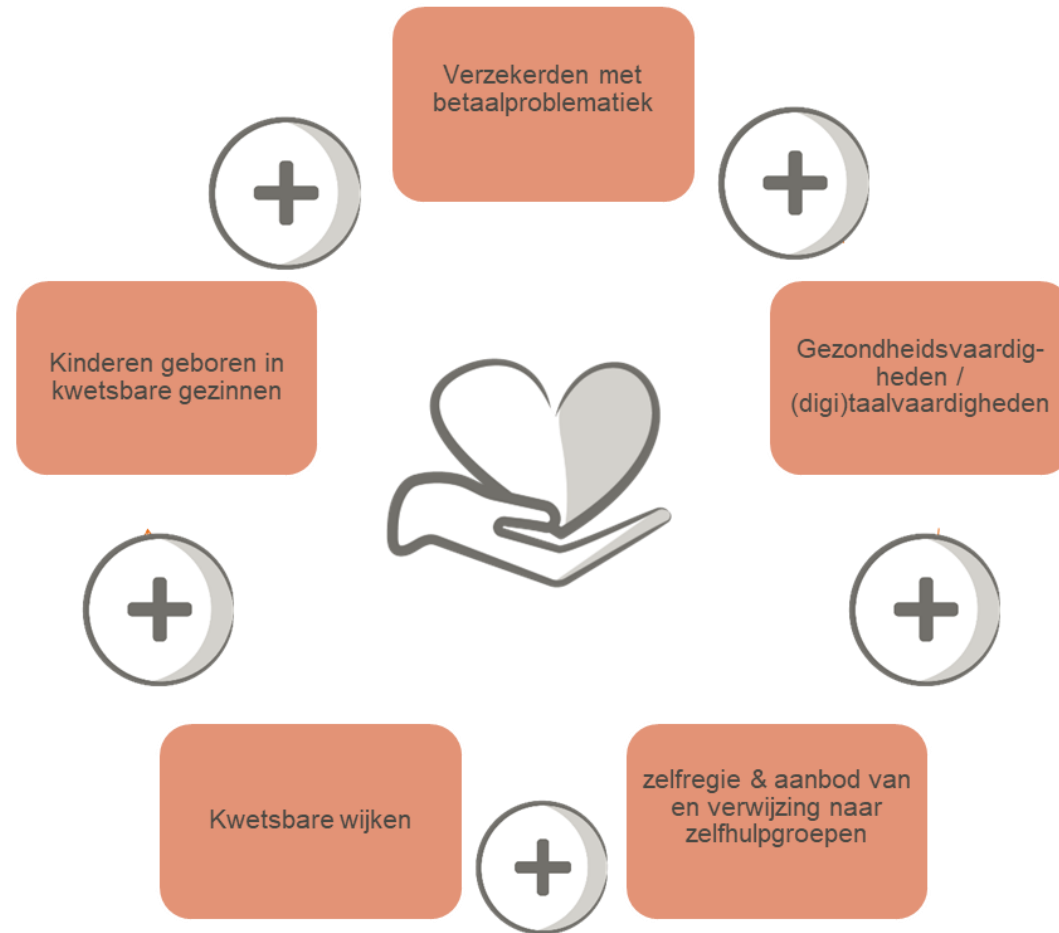 Verzekerden met
betaalproblematiek
Kinderen geboren in
kwetsbare gezinnen
Gezondheidsvaardig-
heden /
(digi)taalvaardigheden
Kwetsbare wijken
zelfregie & aanbod van
en verwijzing naar
zelfhulpgroepen